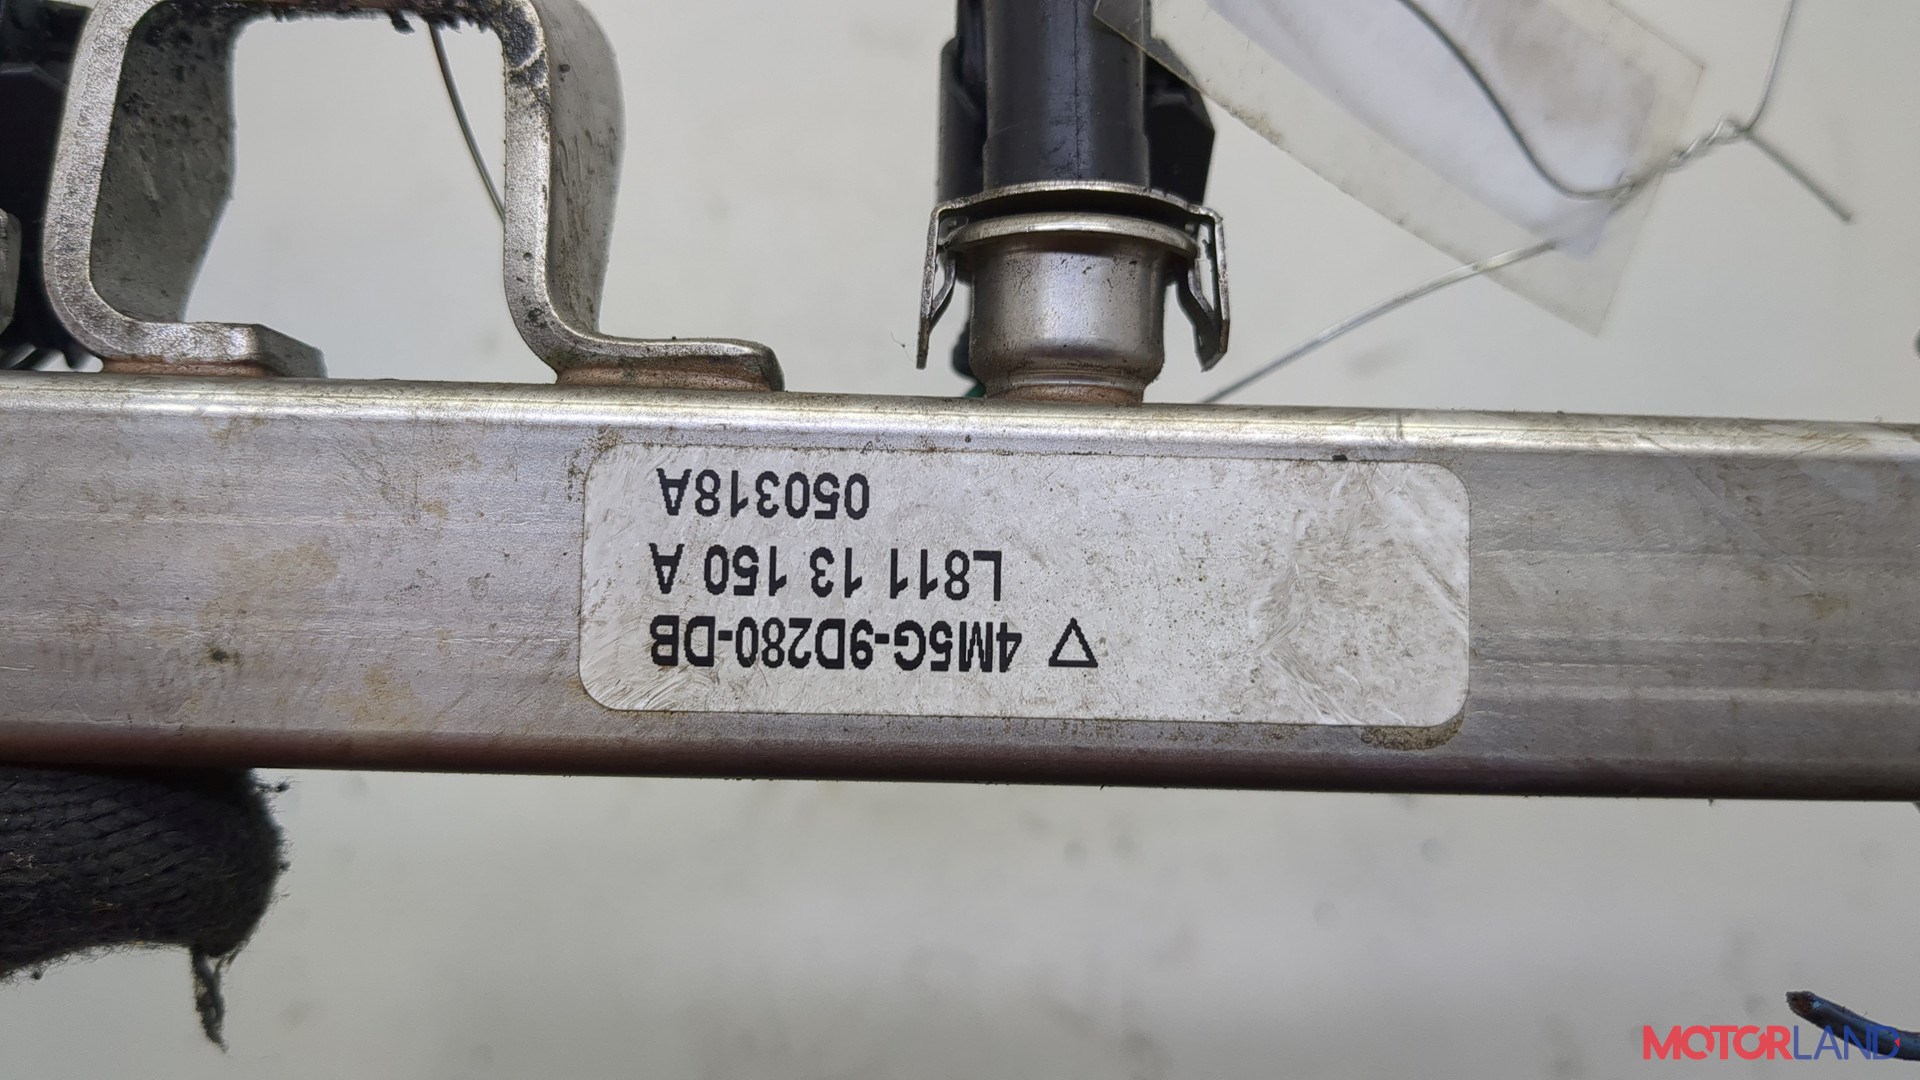 ▽ 4M5G-9D280-DB
L811 13 150 A
050318A
MOTORLAND